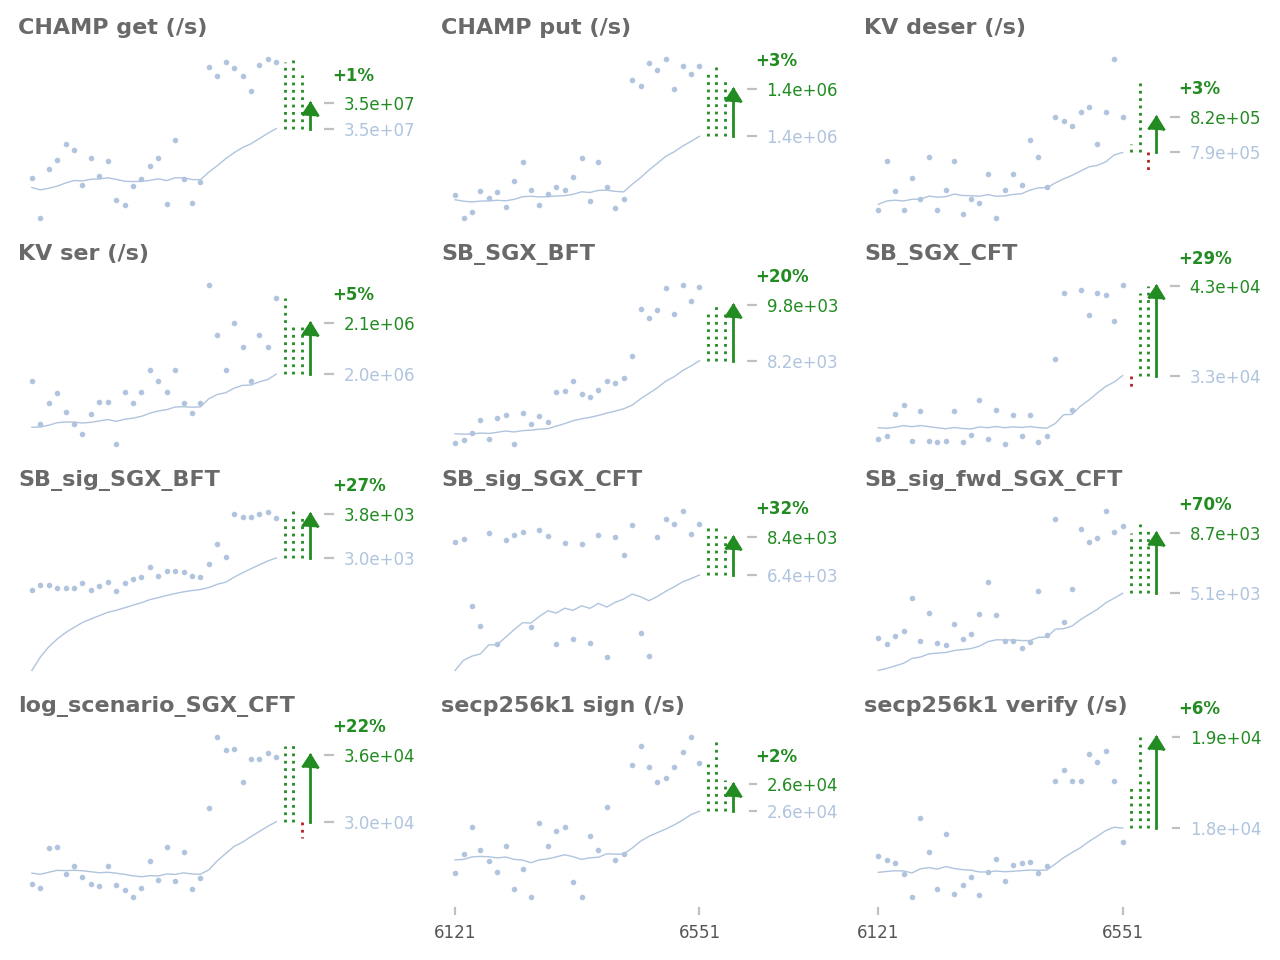 CHAMP get (/s)
+1%
3.5e+07
3.5e+07
CHAMP put (/s)
+3%
1.4e+06
1.4e+06
KV deser (/s)
+3%
8.2e+05
7.9e+05
KV ser (/s)
+5%
2.1e+06
2.0e+06
SB_SGX_BFT
+20%
9.8e+03
8.2e+03
SB_SGX_CFT
+29%
4.3e+04
3.3e+04
SB_sig_SGX_BFT
+27%
3.8e+03
3.0e+03
SB_sig_SGX_CFT
+32%
8.4e+03
6.4e+03
SB_sig_fwd_SGX_CFT
+70%
8.7e+03
5.1e+03
log_scenario_SGX_CFT
+22%
3.6e+04
3.0e+04
secp256k1 sign (/s)
+2%
2.6e+04
2.6e+04
6121
6551
secp256k1 verify (/s)
+6%
1.9e+04
1.8e+04
6121
6551